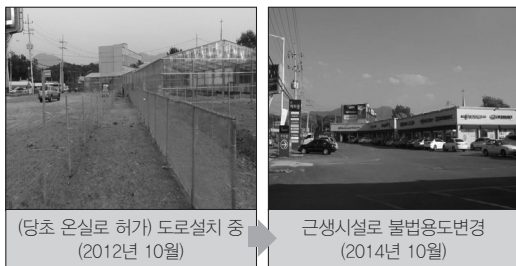 (당초 온실로 허가) 도로설치 중
(2012년 10월)
근생시설로 불법용도변경
(2014년 10월)